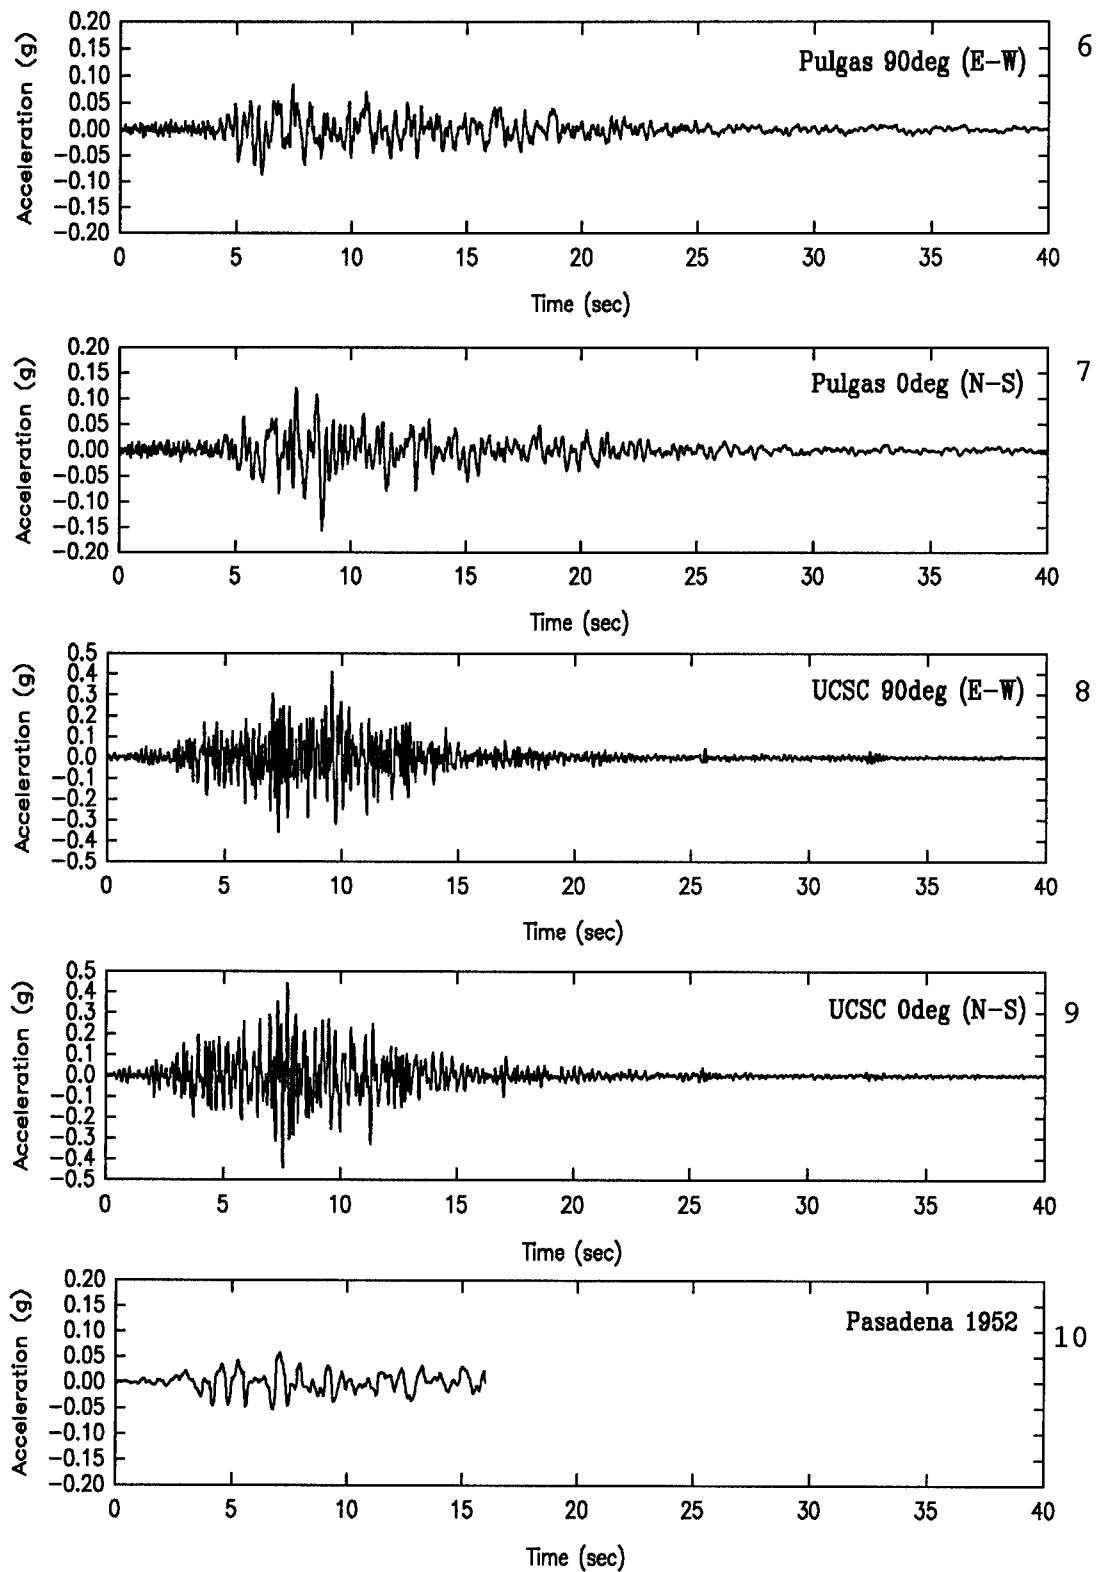 0.20
0.15
0.10
0.05
0.00
−0.05
−0.10
−0.15
−0.20
Acceleration (g)
Pulgas 90deg (E−W)
6
0 5 10 15 20 25 30 35 40
Time (sec)
0.20
0.15
0.10
0.05
0.00
−0.05
−0.10
−0.15
−0.20
Acceleration (g)
Pulgas 0deg (N−S)
7
0 5 10 15 20 25 30 35 40
Time (sec)
0.5
0.4
0.3
0.2
0.1
0.0
−0.1
−0.2
−0.3
−0.4
−0.5
Acceleration (g)
UCSC 90deg (E−W)
8
0 5 10 15 20 25 30 35 40
Time (sec)
0.5
0.4
0.3
0.2
0.1
0.0
−0.1
−0.2
−0.3
−0.4
−0.5
Acceleration (g)
UCSC 0deg (N−S)
9
0 5 10 15 20 25 30 35 40
Time (sec)
0.20
0.15
0.10
0.05
0.00
−0.05
−0.10
−0.15
−0.20
Acceleration (g)
Pasadena 1952
10
0 5 10 15 20 25 30 35 40
Time (sec)